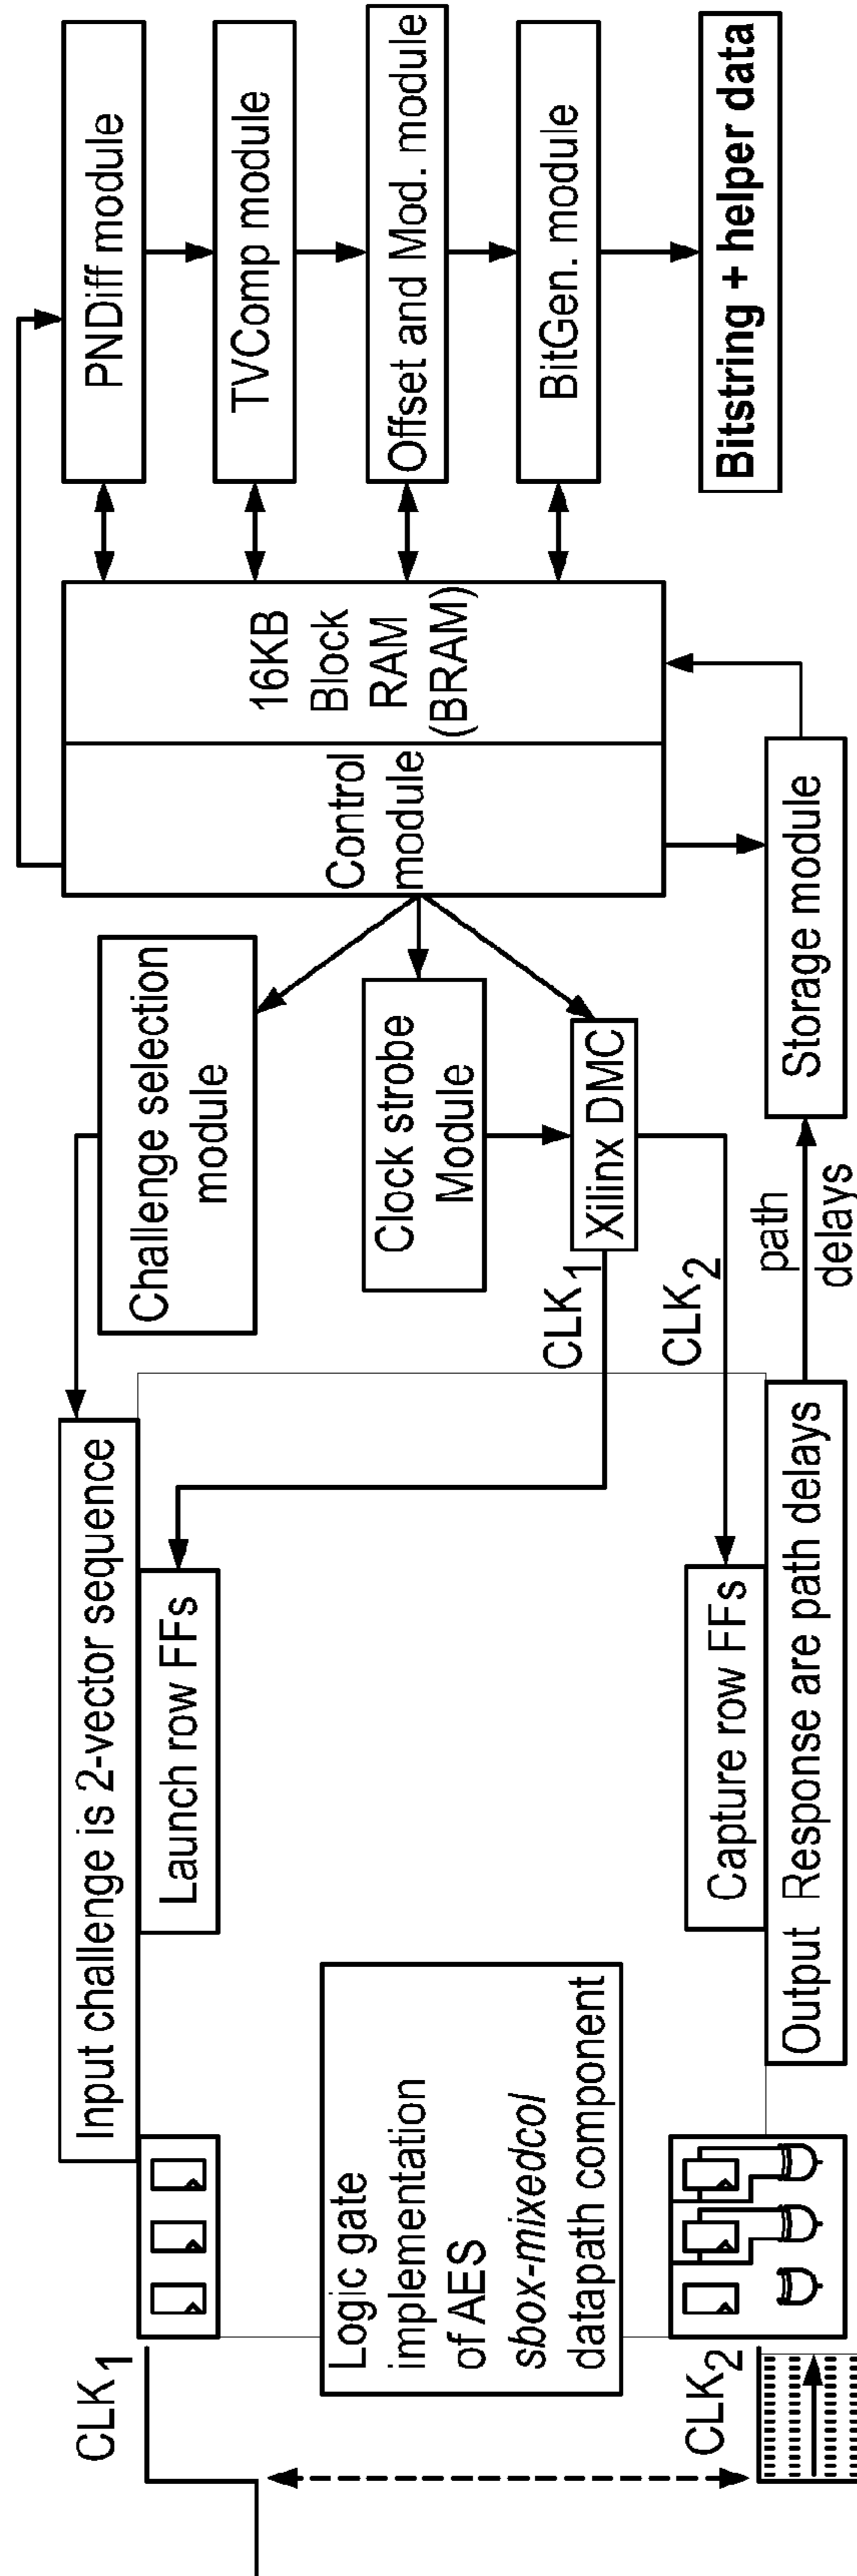 CLK1
CLK2
Logic gate
implementation
of AES
sbox-mixedcol
datapath component
Input challenge is 2-vector sequence
Launch row FFs
Capture row FFs
Output Response are path delays
CLK1
CLK2
path
delays
Challenge selection
module
Clock strobe
Module
Xilinx DMC
Storage module
Control
module
16KB
Block
RAM
(BRAM)
PNDiff module
TVComp module
Offset and Mod. module
BitGen. module
Bitstring + helper data